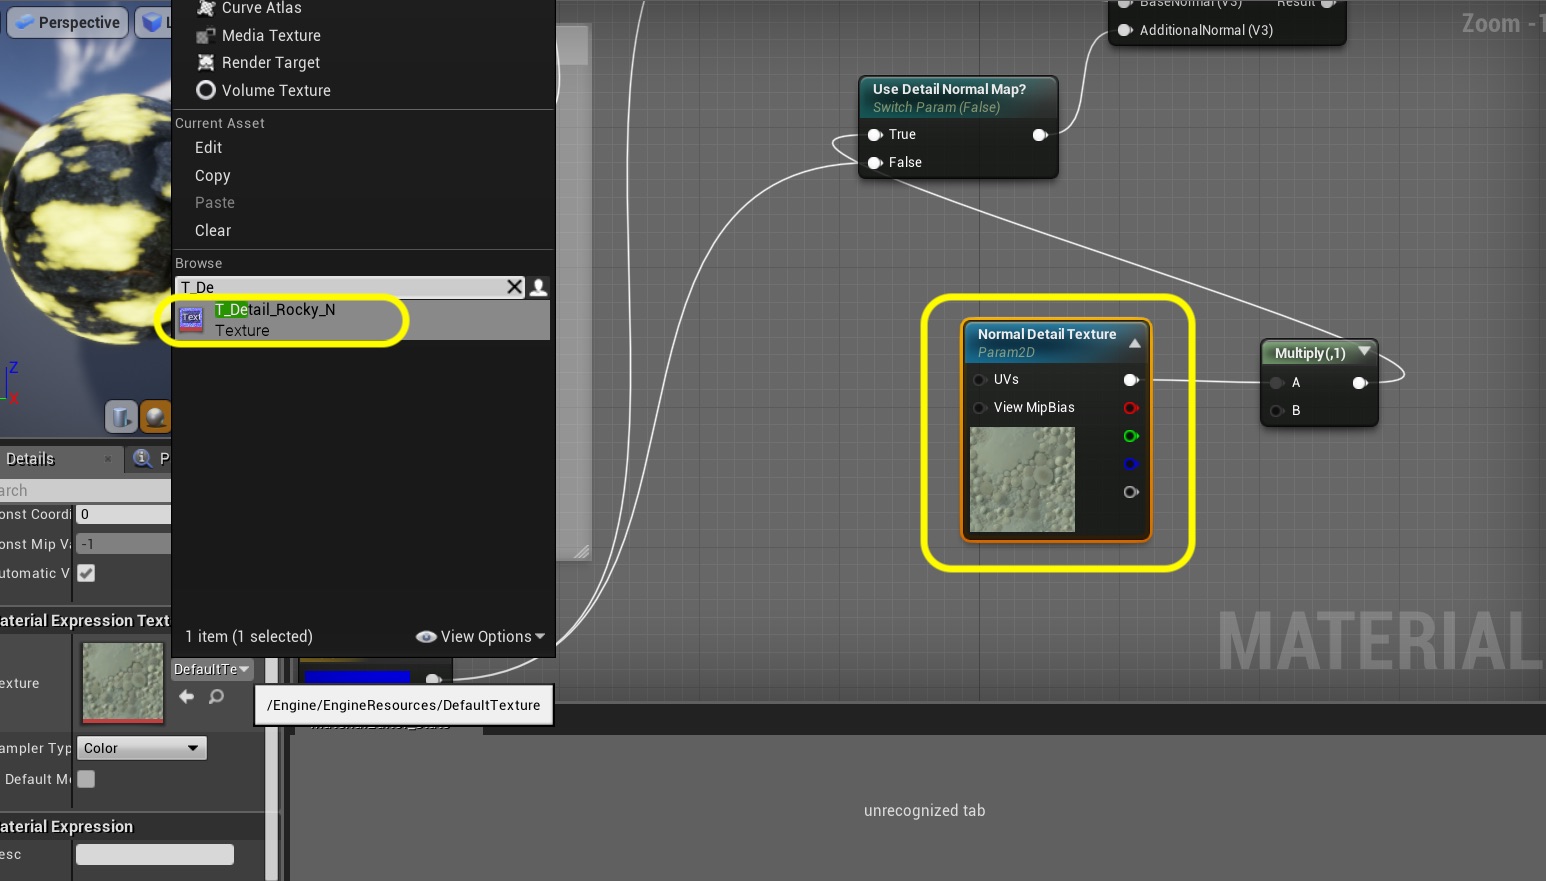 Perspective
L
Curve Atlas
Media Texture
Render Target
Volume Texture
Current Asset
Edit
Copy
Paste
Clear
Browse
T_De
T_Detail_Rocky_N
Texture
Text
1 item (1 selected)
View Options
BaseNormal (V3) Result
AdditionalNormal (V3)
Zoom -1
Use Detail Normal Map?
Switch Param (False)
True
False
Normal Detail Texture
Param2D
UVs
View MipBias
Multiply(,1)
A
B
MATERIAL
Z
X
Details
P
arch
onst Coordi
0
onst Mip Va
-1
utomatic V
aterial Expression Text
exture
DefaultTe
/Engine/EngineResources/DefaultTexture
ampler Typ
Color
Default Me
aterial Expression
esc
unrecognized tab